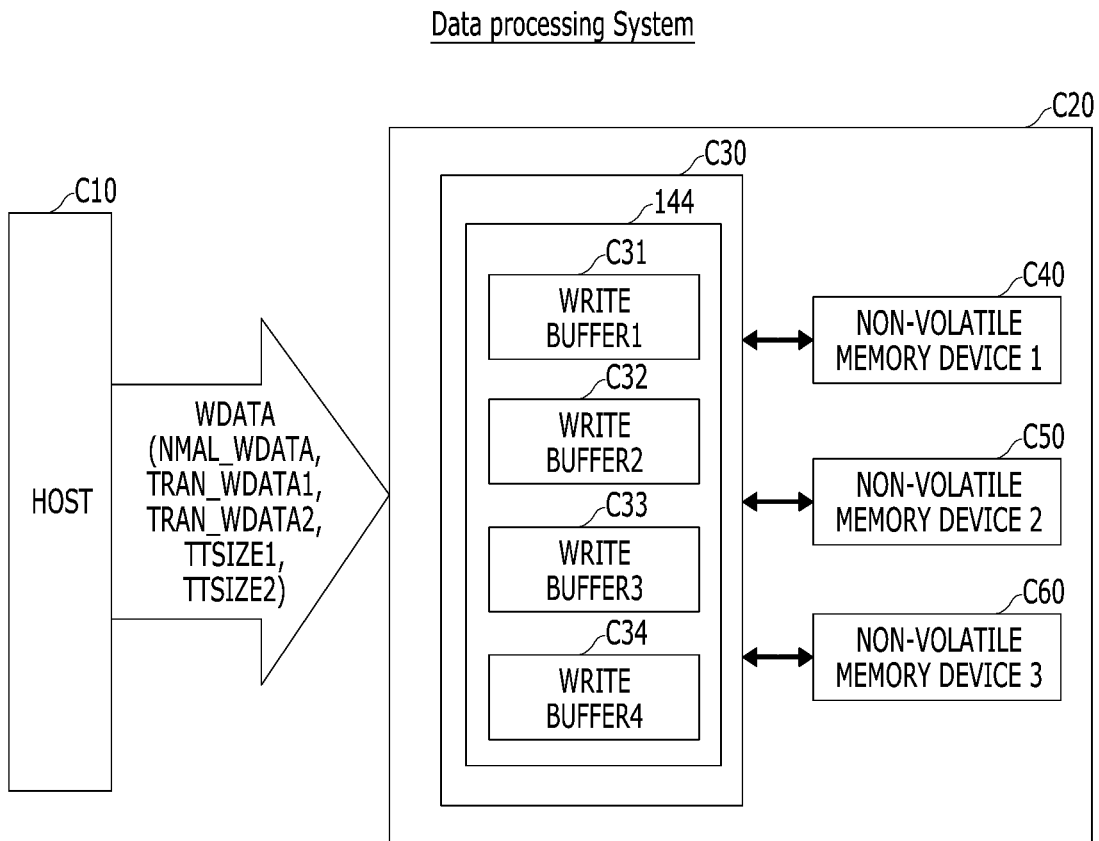 Data processing System
C20
C30
C10
144
C31
WRITE
BUFFER1
C32
WRITE
BUFFER2
C33
WRITE
BUFFER3
C34
WRITE
BUFFER4
C40
NON-VOLATILE
MEMORY DEVICE 1
C50
NON-VOLATILE
MEMORY DEVICE 2
C60
NON-VOLATILE
MEMORY DEVICE 3
HOST
WDATA
(NMAL_WDATA,
TRAN_WDATA1,
TRAN_WDATA2,
TTSIZE1,
TTSIZE2)